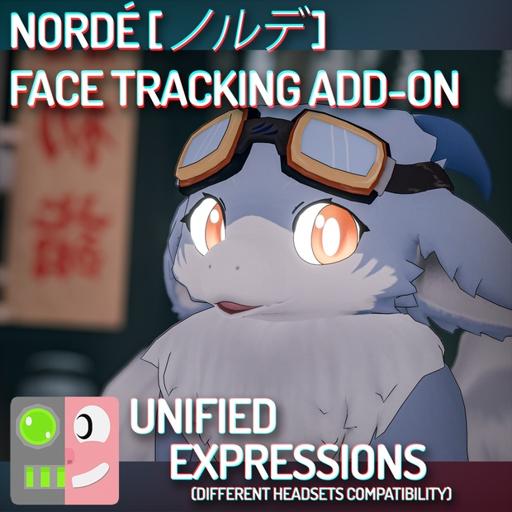 NORDÉ [ノルデ]
FACE TRACKING ADD-ON
UNIFIED
EXPRESSIONS
(DIFFERENT HEADSETS COMPATIBILITY)